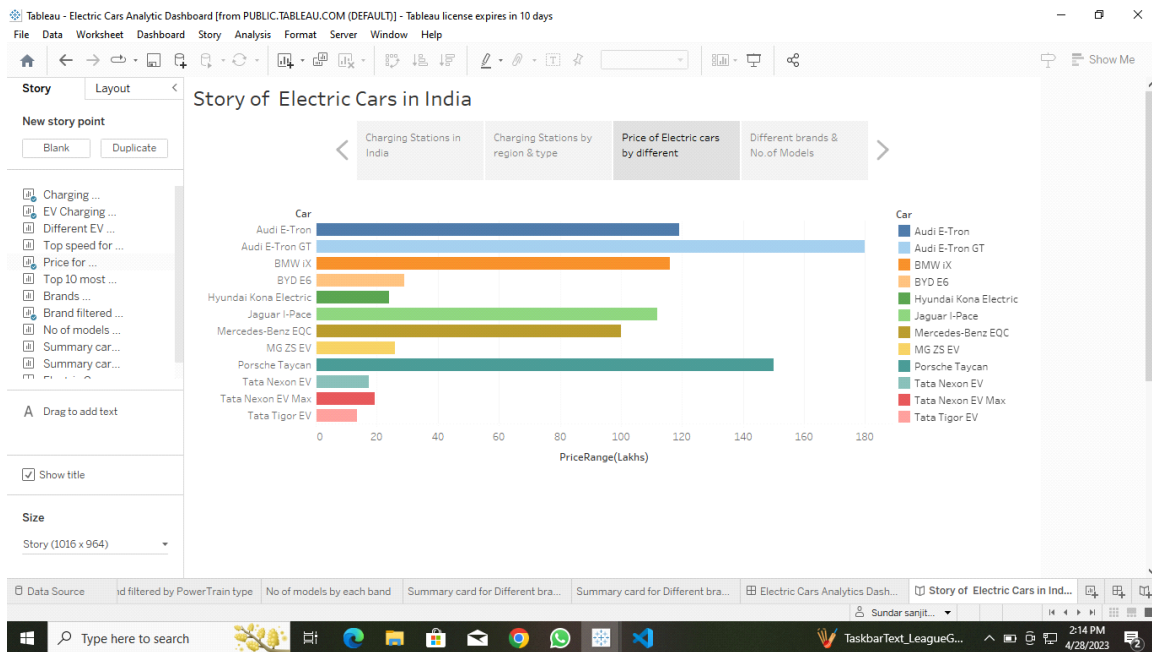 Tableau - Electric Cars Analytic Dashboard [from PUBLIC.TABLEAU.COM (DEFAULT)] - Tableau license expires in 10 days
File Data Worksheet Dashboard Story Analysis Format Server Window Help
Show Me
Story Layout
New story point
Blank Duplicate
Charging ...
EV Charging ...
Different EV ...
Top speed for ...
Price for ...
Top 10 most ...
Brands ...
Brand filtered ...
No of models ...
Summary car...
Summary car...
A Drag to add text
Show title
Size
Story (1016 x 964)
Story of Electric Cars in India
Charging Stations in
India
Charging Stations by
region & type
Price of Electric cars
by different
Different brands &
No.of Models
Car
Audi E-Tron
Audi E-Tron GT
BMW iX
BYD E6
Hyundai Kona Electric
Jaguar I-Pace
Mercedes-Benz EQC
MG ZS EV
Porsche Taycan
Tata Nexon EV
Tata Nexon EV Max
Tata Tigor EV
0 20 40 60 80 100 120 140 160 180
PriceRange(Lakhs)
Car
Audi E-Tron
Audi E-Tron GT
BMW iX
BYD E6
Hyundai Kona Electric
Jaguar I-Pace
Mercedes-Benz EQC
MG ZS EV
Porsche Taycan
Tata Nexon EV
Tata Nexon EV Max
Tata Tigor EV
Data Source filtered by PowerTrain type No of models by each band Summary card for Different bra... Summary card for Different bra... Electric Cars Analytics Dash... Story of Electric Cars in Ind...
Sundar sanjit...
Type here to search
TaskbarText_LeagueG...
2:14 PM
4/28/2023
2